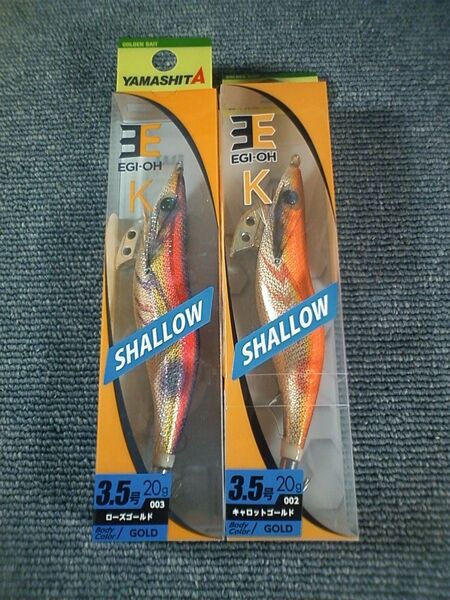 GOLDEN BAIT
YAMASHITA
EGI-OH
K
SHALLOW
3.5号 20g
003
ローズゴールド
Body Color/ GOLD
EGI-OH
K
SHALLOW
3.5号 20g
002
キャロットゴールド
Body Color/ GOLD